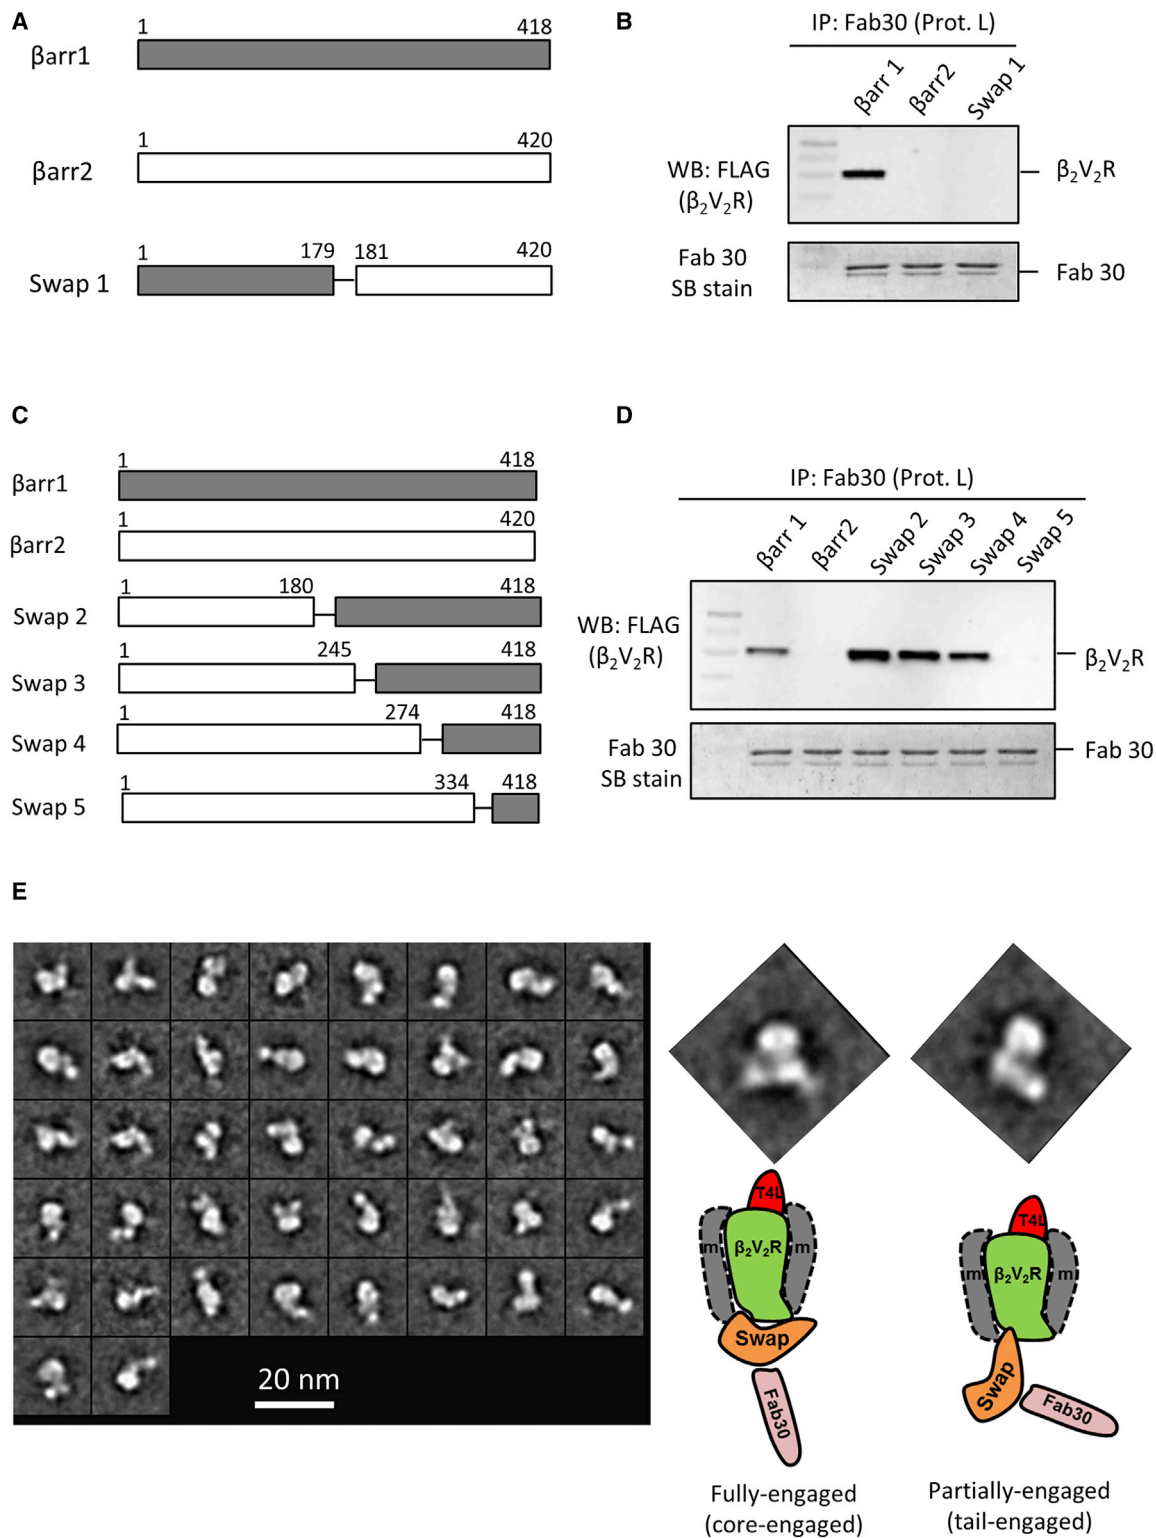 A
1 418
βarr1
1 420
βarr2
1 179 181 420
Swap 1
B
IP: Fab30 (Prot. L)
βarr 1 βarr2 Swap 1
WB: FLAG
(β₂V₂R)
β₂V₂R
Fab 30
SB stain
Fab 30
C
1 418
βarr1
1 420
βarr2
1 180 418
Swap 2
1 245 418
Swap 3
1 274 418
Swap 4
1 334 418
Swap 5
D
IP: Fab30 (Prot. L)
βarr 1 βarr2 Swap 2 Swap 3 Swap 4 Swap 5
WB: FLAG
(β₂V₂R)
β₂V₂R
Fab 30
SB stain
Fab 30
E
20 nm
T4L
m β₂V₂R m
Swap
Fab30
Fully-engaged
(core-engaged)
T4L
m β₂V₂R m
Swap
Fab30
Partially-engaged
(tail-engaged)